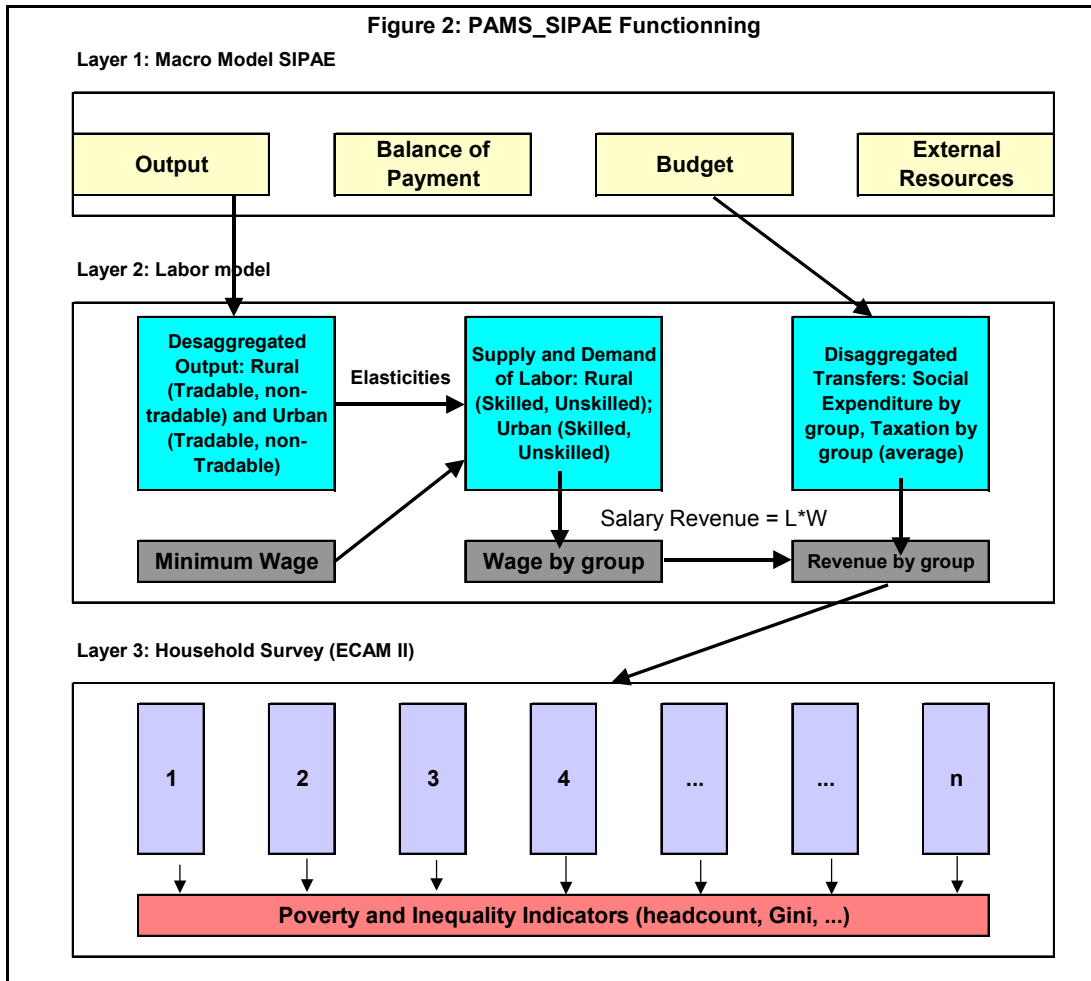 Figure 2: PAMS_SIPAE Functionning
Layer 1: Macro Model SIPAE
Output
Balance of
Payment
Budget
External
Resources
Layer 2: Labor model
Desaggregated
Output: Rural
(Tradable, non-
tradable) and Urban
(Tradable, non-
Tradable)
Elasticities
Supply and Demand
of Labor: Rural
(Skilled, Unskilled);
Urban (Skilled,
Unskilled)
Disaggregated
Transfers: Social
Expenditure by
group, Taxation by
group (average)
Salary Revenue = L*W
Minimum Wage
Wage by group
Revenue by group
Layer 3: Household Survey (ECAM II)
1
2
3
4
...
...
n
Poverty and Inequality Indicators (headcount, Gini, ...)